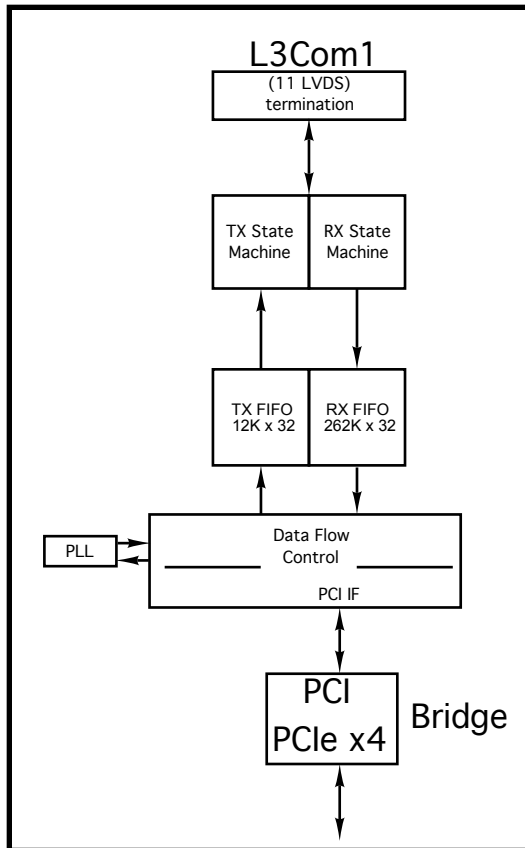 L3Com1
(11 LVDS)
termination
TX State
Machine
RX State
Machine
TX FIFO
12K x 32
RX FIFO
262K x 32
Data Flow
Control
PLL
PCI IF
PCI
PCIe x4
Bridge